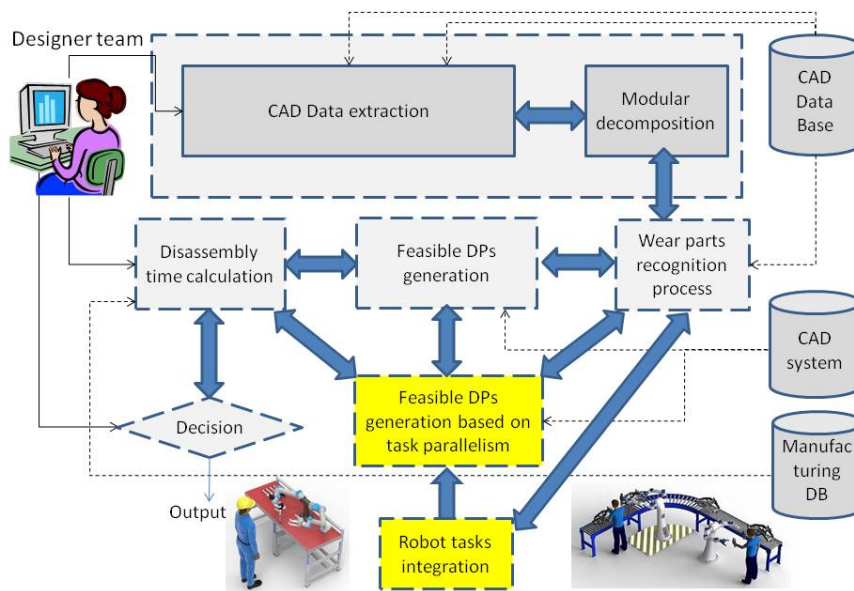 Designer team
CAD Data extraction
Modular
decomposition
CAD
Data
Base
Disassembly
time calculation
Feasible DPs
generation
Wear parts
recognition
process
CAD
system
Feasible DPs
generation based on
task parallelism
Decision
Manufac
turing
DB
Output
Robot tasks
integration